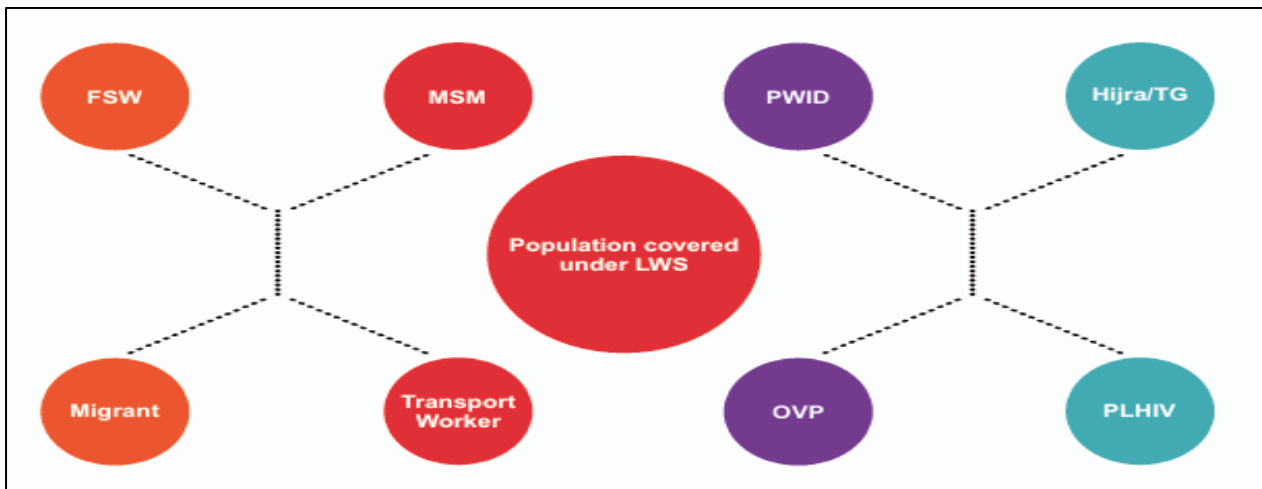 FSW
MSM
PWID
Hijra/TG
Population covered
under LWS
Migrant
Transport
Worker
OVP
PLHIV